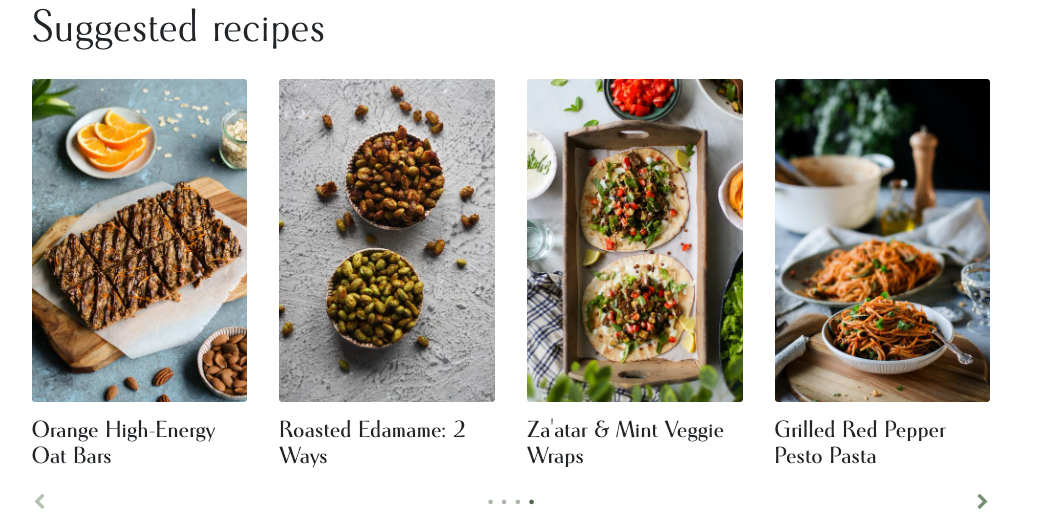 Suggested recipes
Orange High-Energy
Oat Bars
Roasted Edamame: 2
Ways
Za'atar & Mint Veggie
Wraps
Grilled Red Pepper
Pesto Pasta